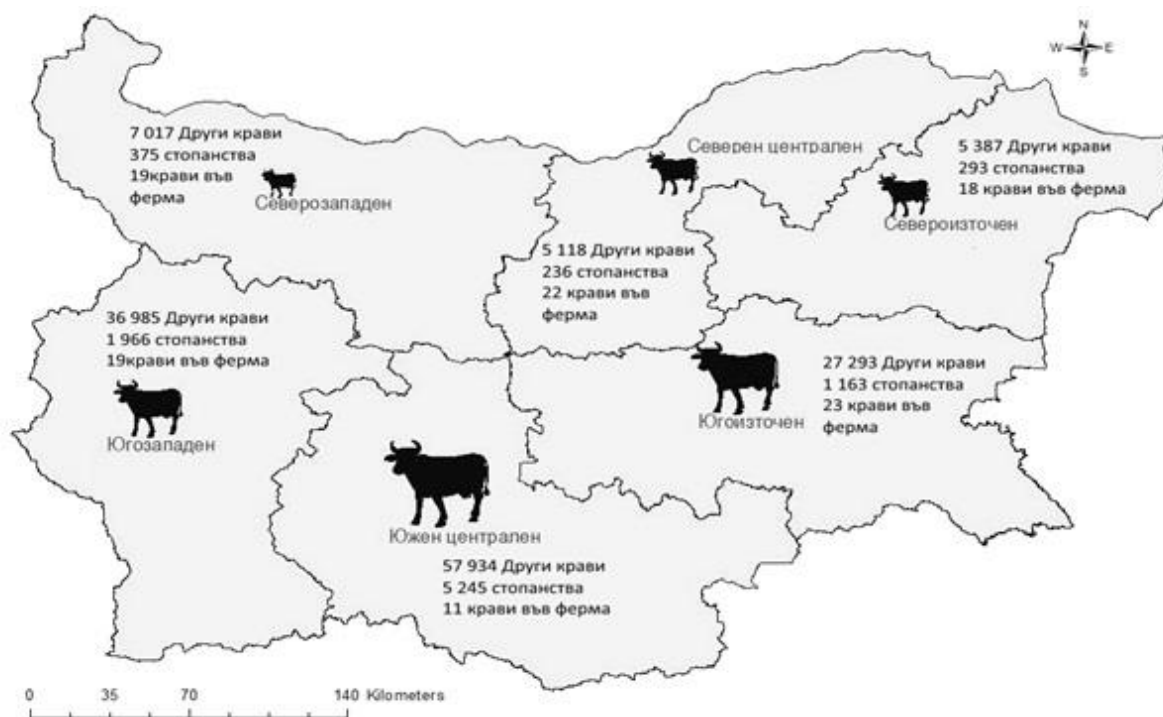 N
W E
S
7 017 Други крави
375 стопанства
19крави във
ферма
Северозападен
Северен централен
5 118 Други крави
236 стопанства
22 крави във
ферма
5 387 Други крави
293 стопанства
18 крави във ферма
Североизточен
36 985 Други крави
1 966 стопанства
19крави във ферма
Югозападен
27 293 Други крави
1 163 стопанства
23 крави във
ферма
Югоизточен
Южен централен
57 934 Други крави
5 245 стопанства
11 крави във ферма
0 35 70 140 Kilometers